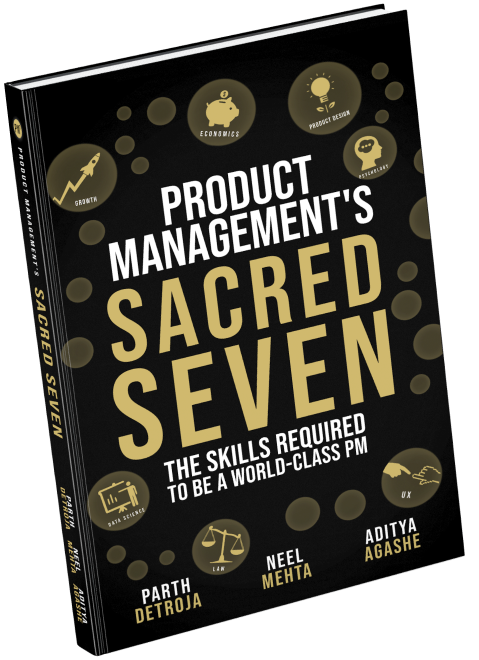 ECONOMICS
PRODUCT DESIGN
PSYCHOLOGY
GROWTH
PRODUCT
MANAGEMENT'S
SACRED
SEVEN
THE SKILLS REQUIRED
TO BE A WORLD-CLASS PM
DATA SCIENCE
UX
LAW
PARTH
DETROJA
NEEL
MEHTA
ADITYA
AGASHE
PRODUCT MANAGEMENT'S
SACRED SEVEN
PARTH
DETROJA
NEEL
MEHTA
ADITYA
AGASHE